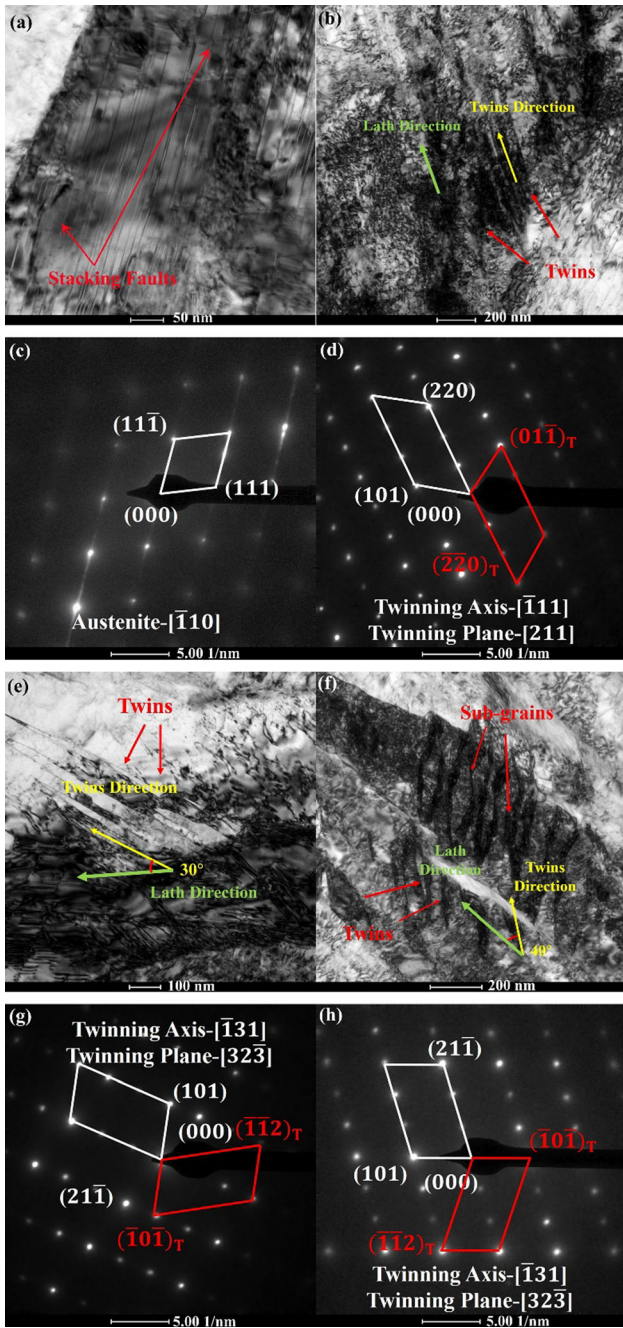 (a)
Stacking Faults
50 nm
(b)
Twins Direction
Lath Direction
Twins
200 nm
(c)
(11̅1̅)
(111)
(000)
Austenite-[1̅10]
5.00 1/nm
(d)
(220)
(011̅)T
(101)
(000)
(2̅2̅0)T
Twinning Axis-[1̅11]
Twinning Plane-[211]
5.00 1/nm
(e)
Twins
Twins Direction
30°
Lath Direction
100 nm
(f)
Sub-grains
Lath
Direction
Twins
Direction
Twins
40°
200 nm
(g)
Twinning Axis-[1̅31]
Twinning Plane-[323̅]
(101)
(000)
(1̅1̅2)T
(211̅)
(1̅01̅)T
5.00 1/nm
(h)
(211̅)
(1̅01̅)T
(101)
(000)
(1̅1̅2)T
Twinning Axis-[1̅31]
Twinning Plane-[323̅]
5.00 1/nm